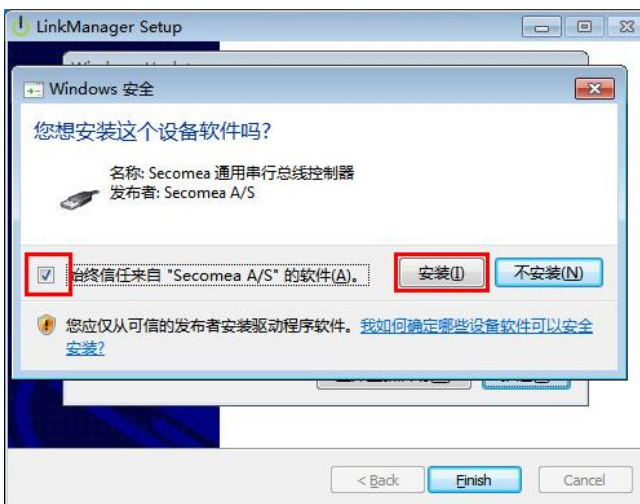 LinkManager Setup
Windows 安全
您想安装这个设备软件吗?
名称: Secomea 通用串行总线控制器
发布者: Secomea A/S
始终信任来自 "Secomea A/S" 的软件(A)。
安装(I)
不安装(N)
您应仅从可信的发布者安装驱动程序软件。我如何确定哪些设备软件可以安全
安装?
< Back
Finish
Cancel